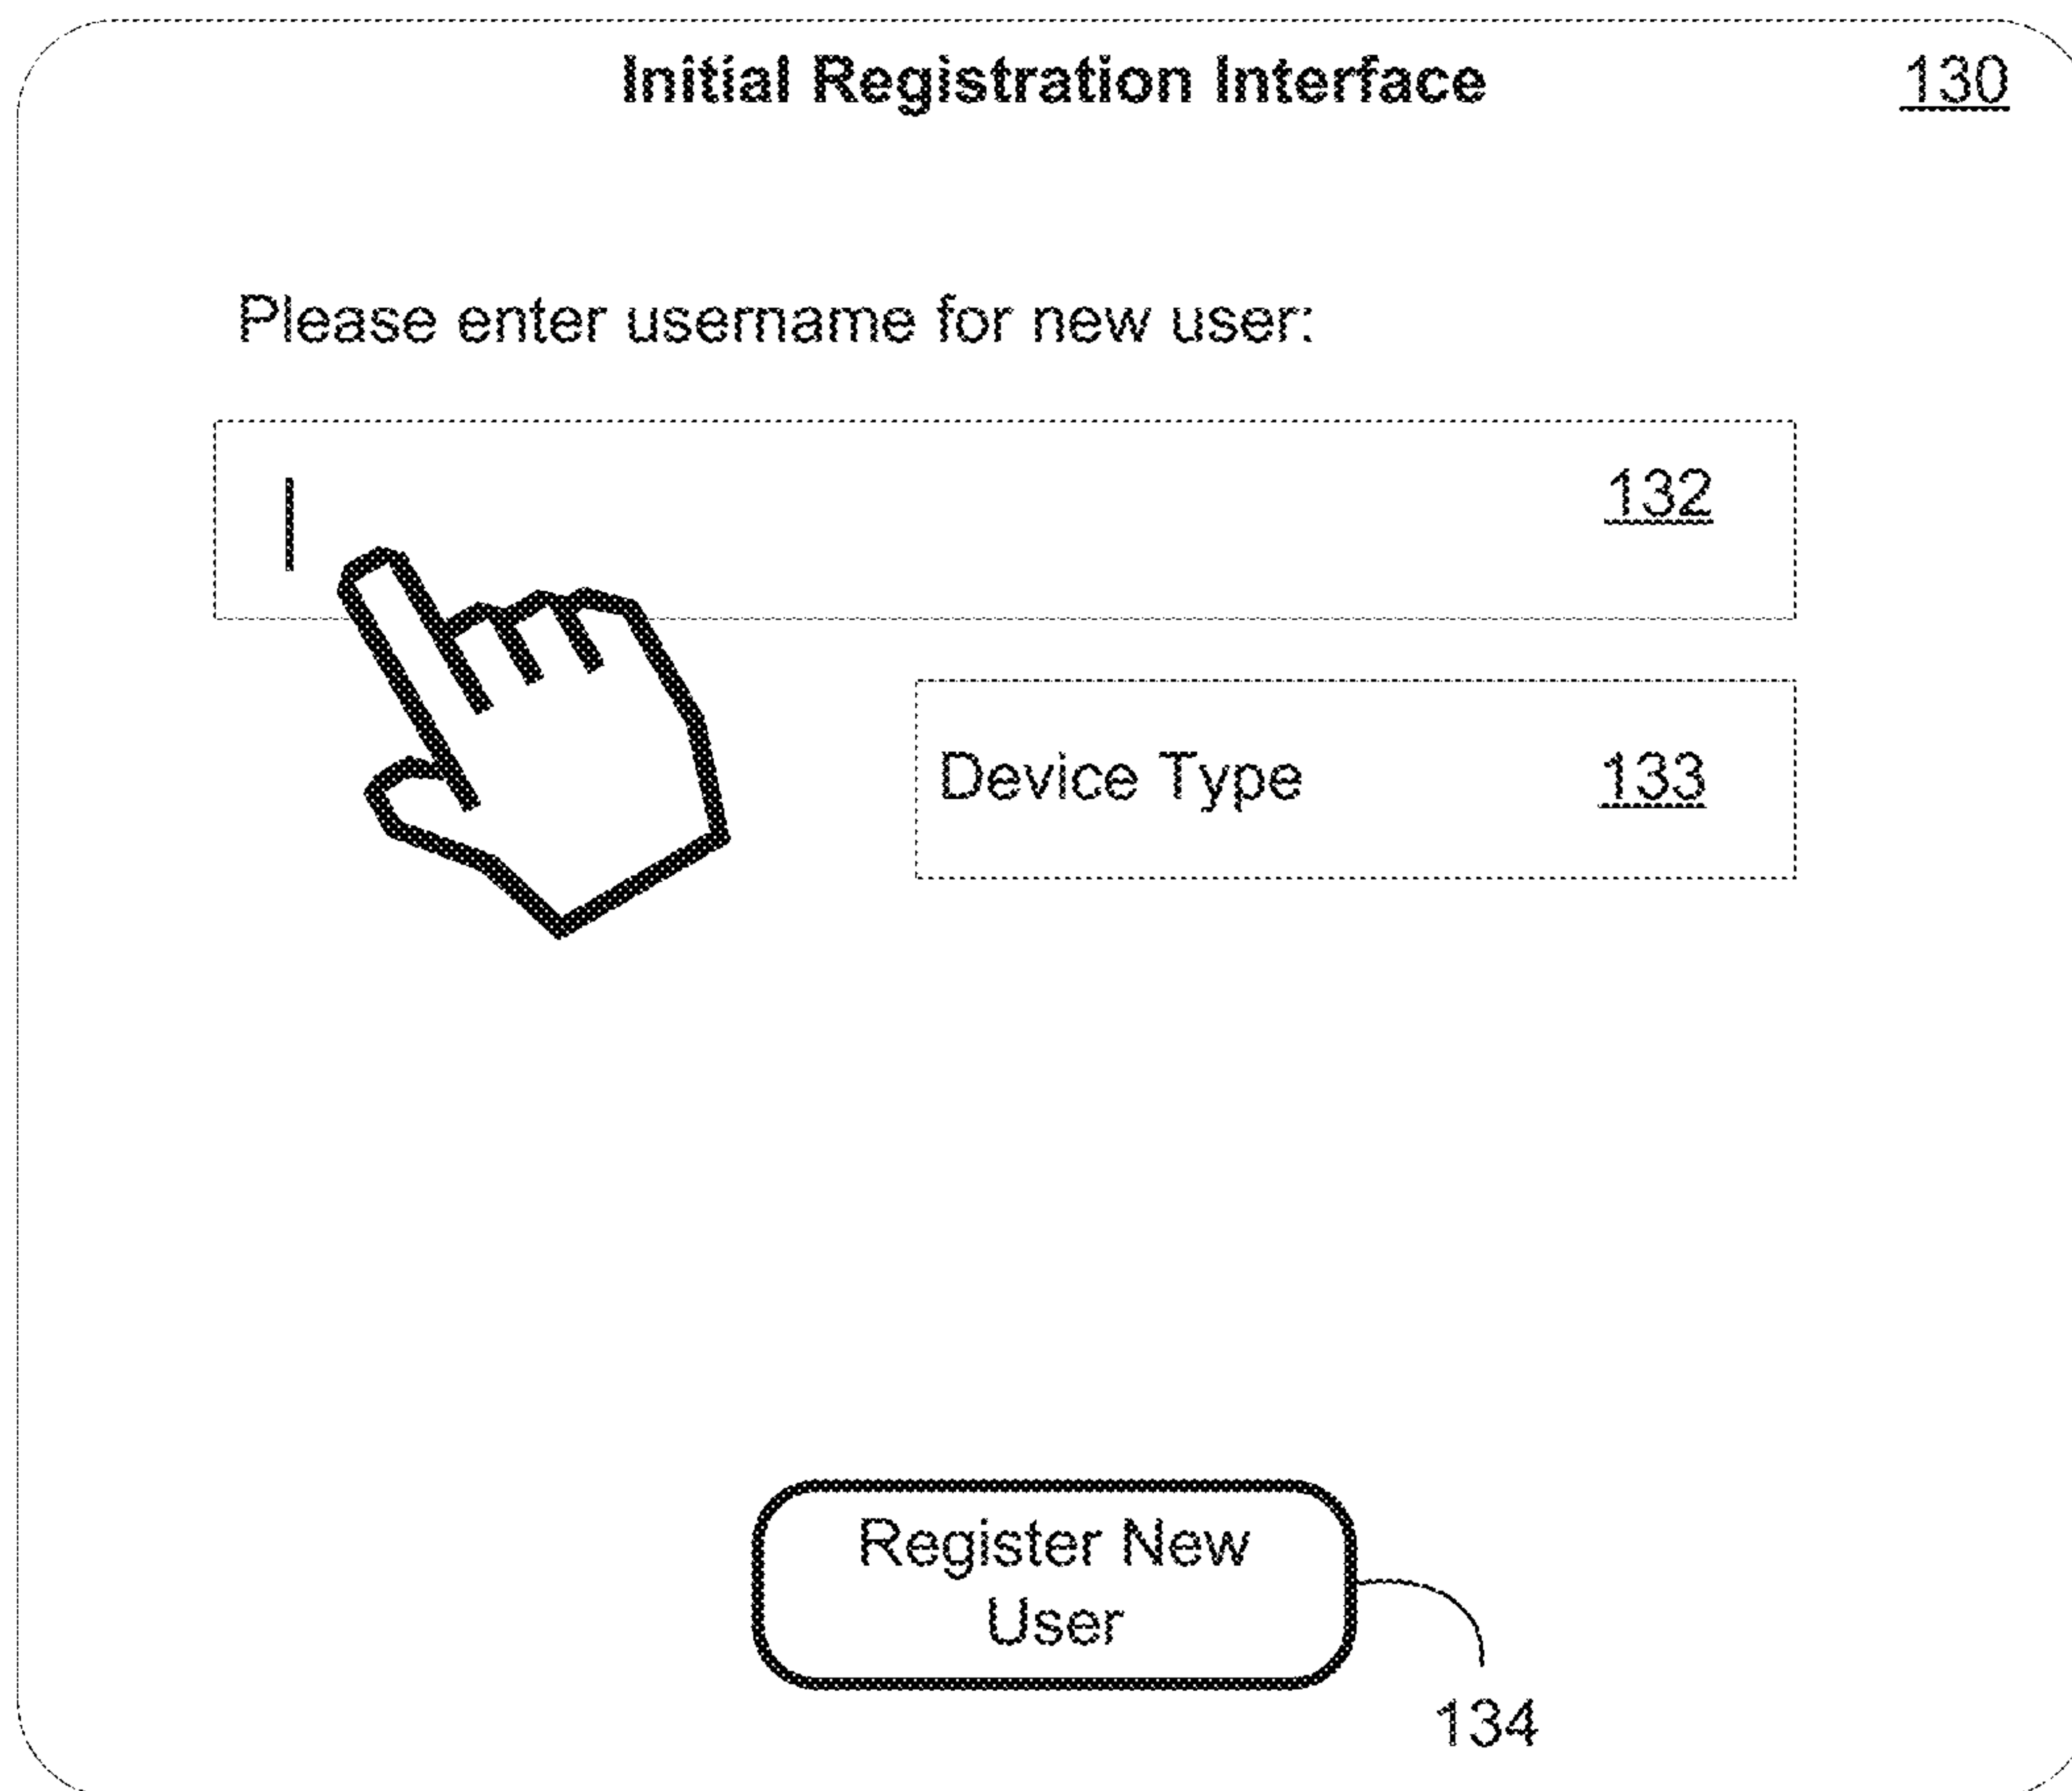 Initial Registration Interface 130
Please enter username for new user:
132
Device Type 133
Register New
User
134